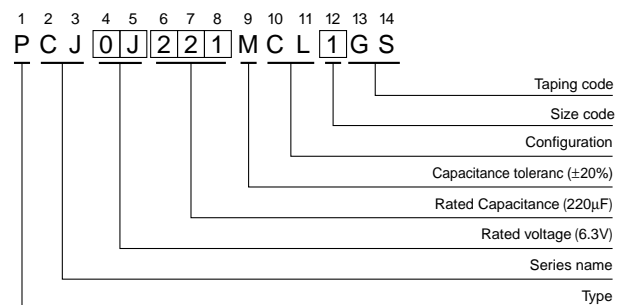 1 2 3 4 5 6 7 8 9 10 11 12 13 14
P C J 0 J 2 2 1 M C L 1 G S
Taping code
Size code
Configuration
Capacitance toleranc (±20%)
Rated Capacitance (220μF)
Rated voltage (6.3V)
Series name
Type